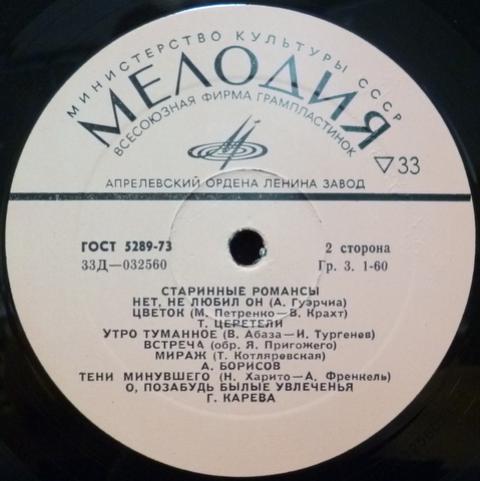 МИНИСТЕРСТВО КУЛЬТУРЫ СССР
МЕЛОДИЯ
ВСЕСОЮЗНАЯ ФИРМА ГРАМПЛАСТИНОК
▽33
АПРЕЛЕВСКИЙ ОРДЕНА ЛЕНИНА ЗАВОД
ГОСТ 5289-73
2 сторона
33Д—032560
Гр. 3. 1-60
СТАРИННЫЕ РОМАНСЫ
НЕТ, НЕ ЛЮБИЛ ОН (А. Гуэрчиа)
ЦВЕТОК (М. Петренко—В. Крахт)
Т. ЦЕРЕТЕЛИ
УТРО ТУМАННОЕ (В. Абаза—И. Тургенев)
ВСТРЕЧА (обр. Я. Пригожего)
МИРАЖ (Т. Котляревская)
А. БОРИСОВ
ТЕНИ МИНУВШЕГО (Н. Харито—А. Френкель)
О, ПОЗАБУДЬ БЫЛЫЕ УВЛЕЧЕНЬЯ
Г. КАРЕВА